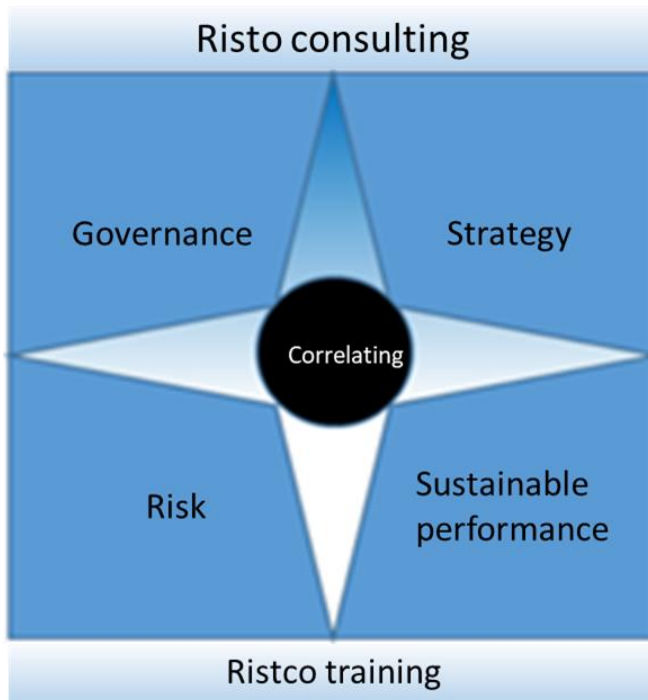 Risto consulting
Governance
Strategy
Correlating
Risk
Sustainable
performance
Ristco training